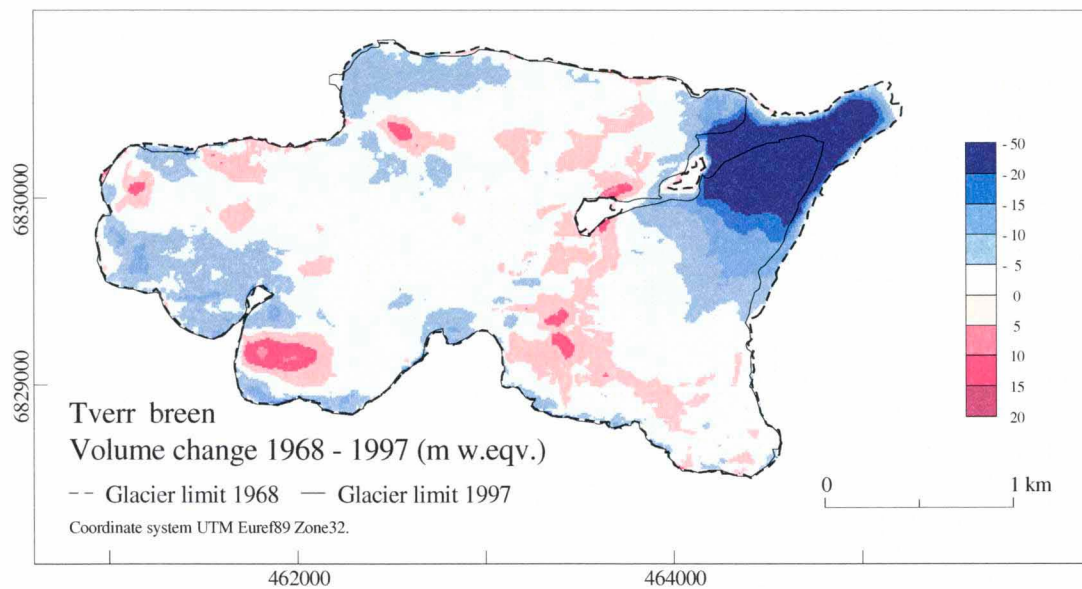 6830000
6829000
- 50
- 20
- 15
- 10
- 5
0
5
10
15
20
Tverr breen
Volume change 1968 - 1997 (m w.eqv.)
-- Glacier limit 1968 — Glacier limit 1997
Coordinate system UTM Euref89 Zone32.
0 1 km
462000 464000